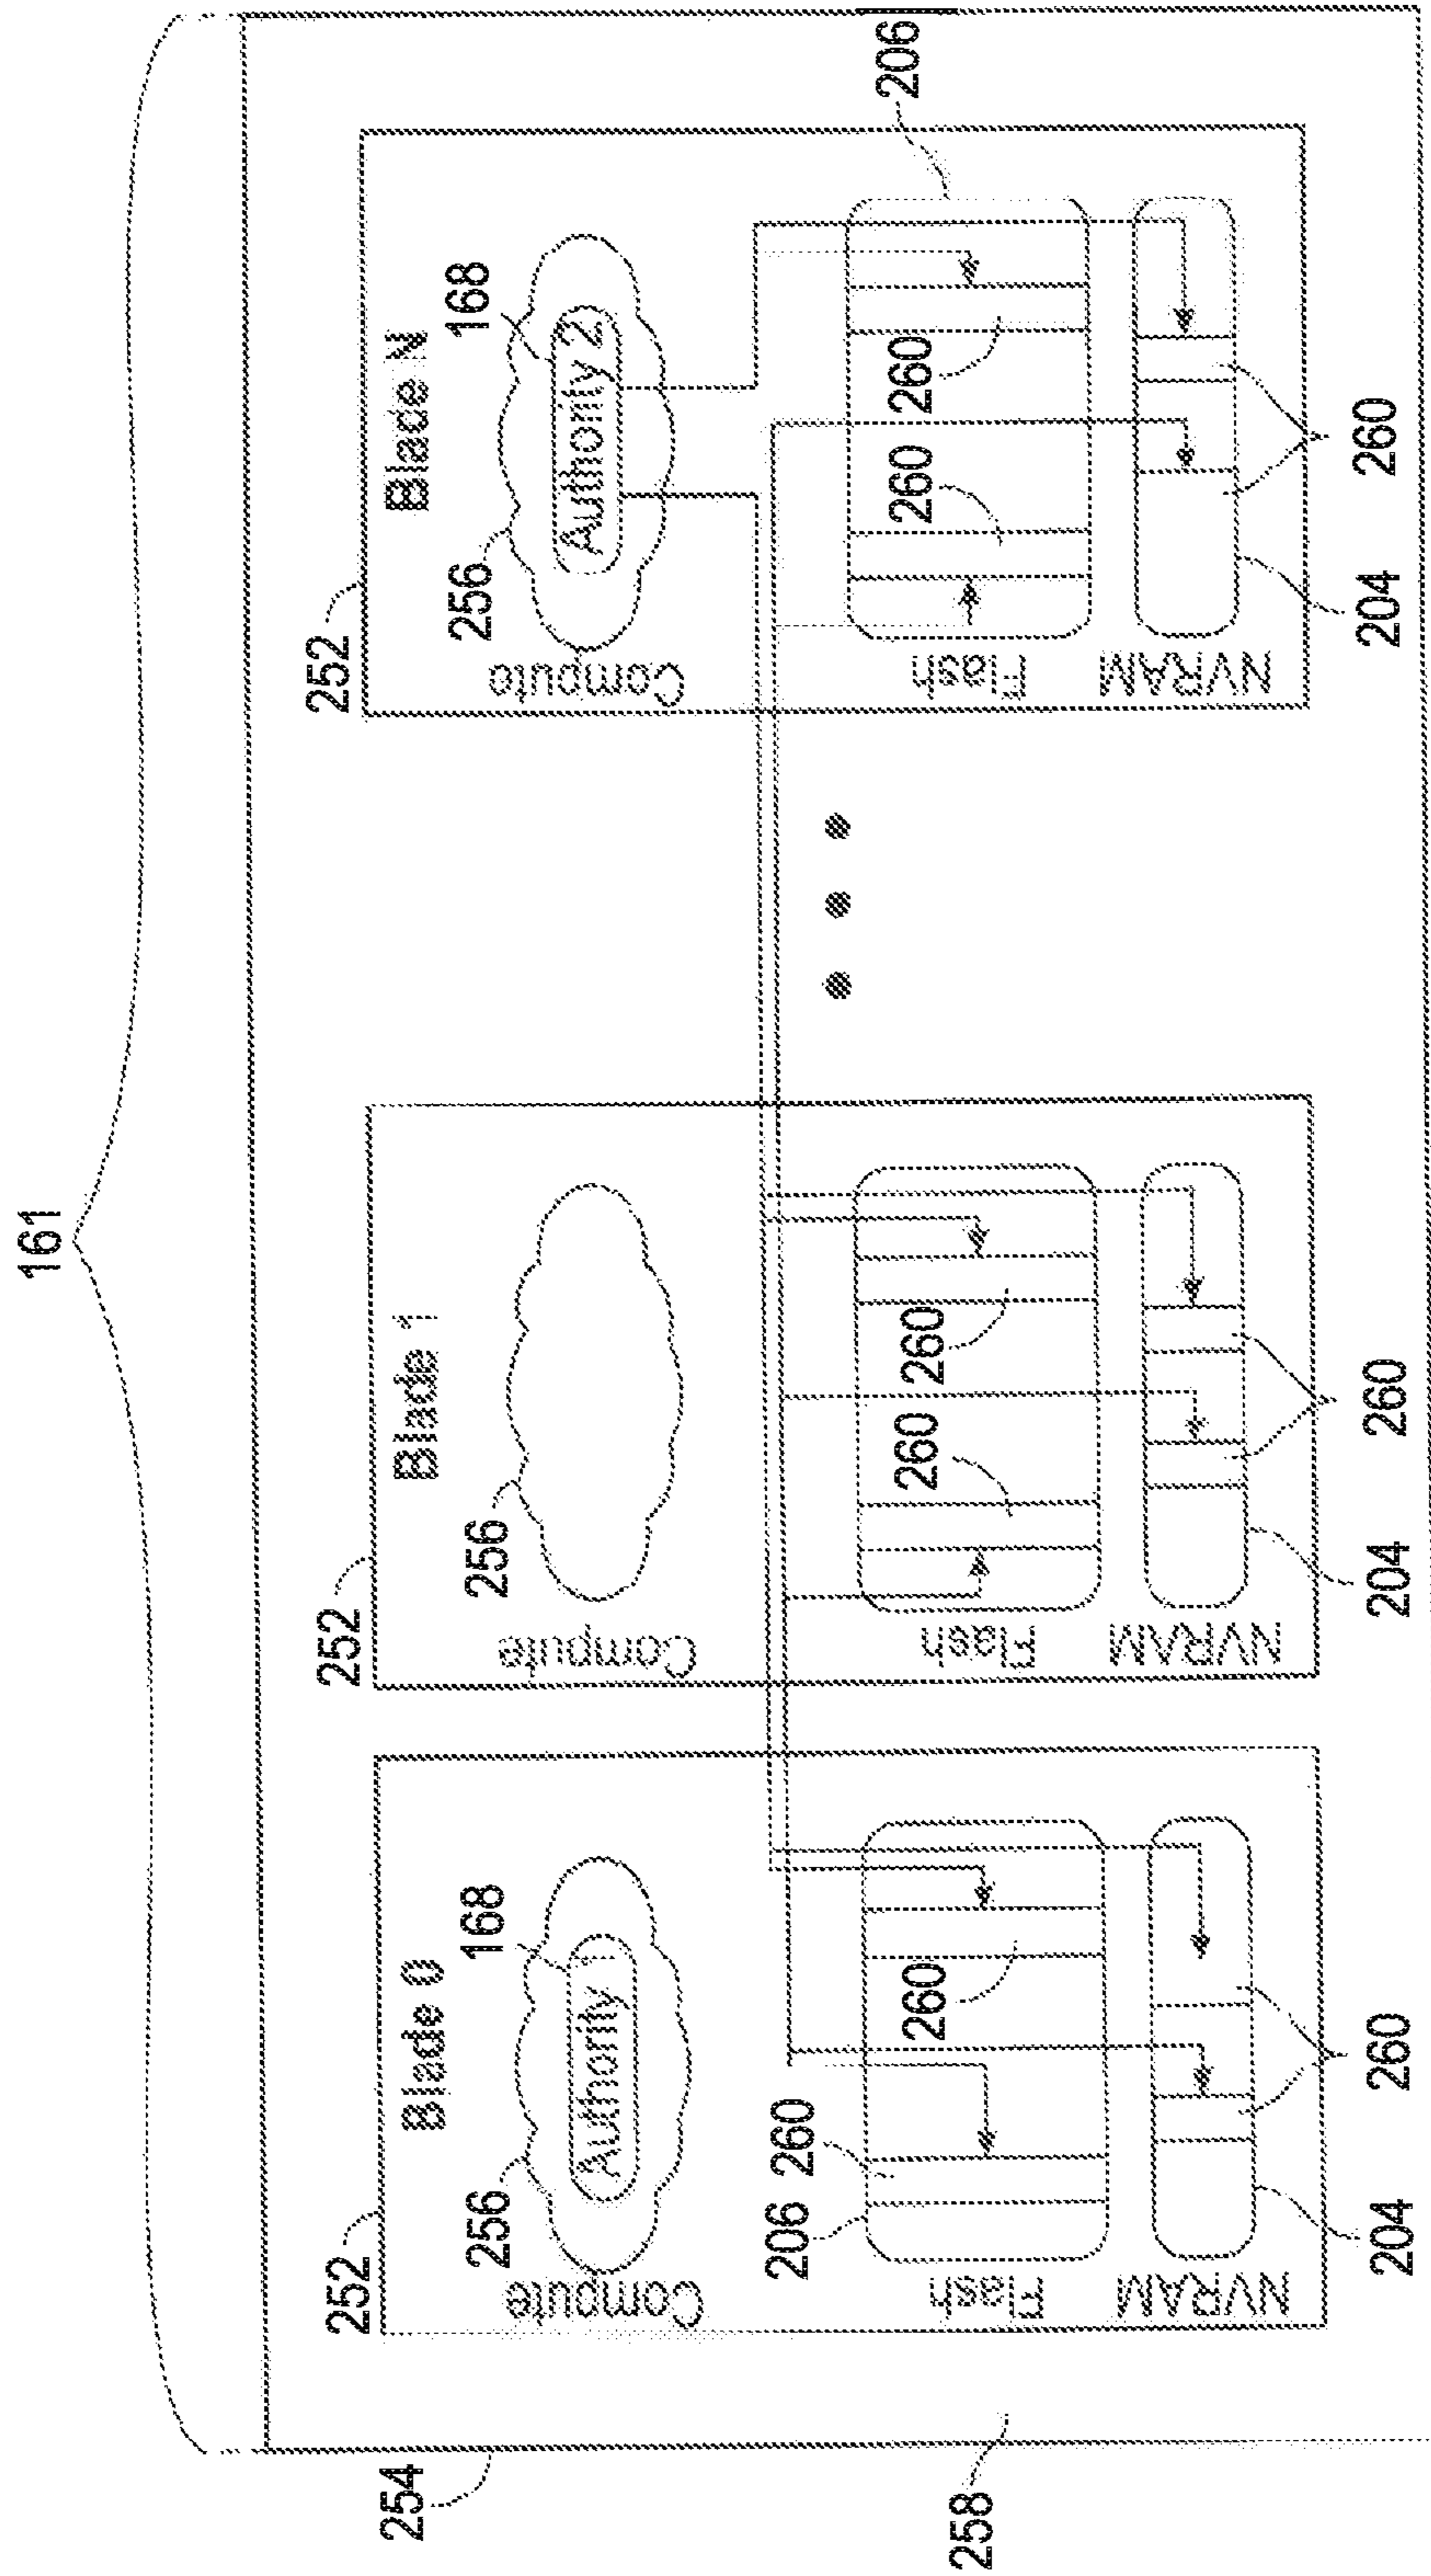 161
254
258
252
Blade 0
256
168
Authority 1
Compute
206
260
260
Flash
NVRAM
204
260
252
Blade 1
256
Compute
260
260
Flash
NVRAM
204
260
252
Blade N
256
168
Authority 2
Compute
206
260
260
Flash
NVRAM
204
260